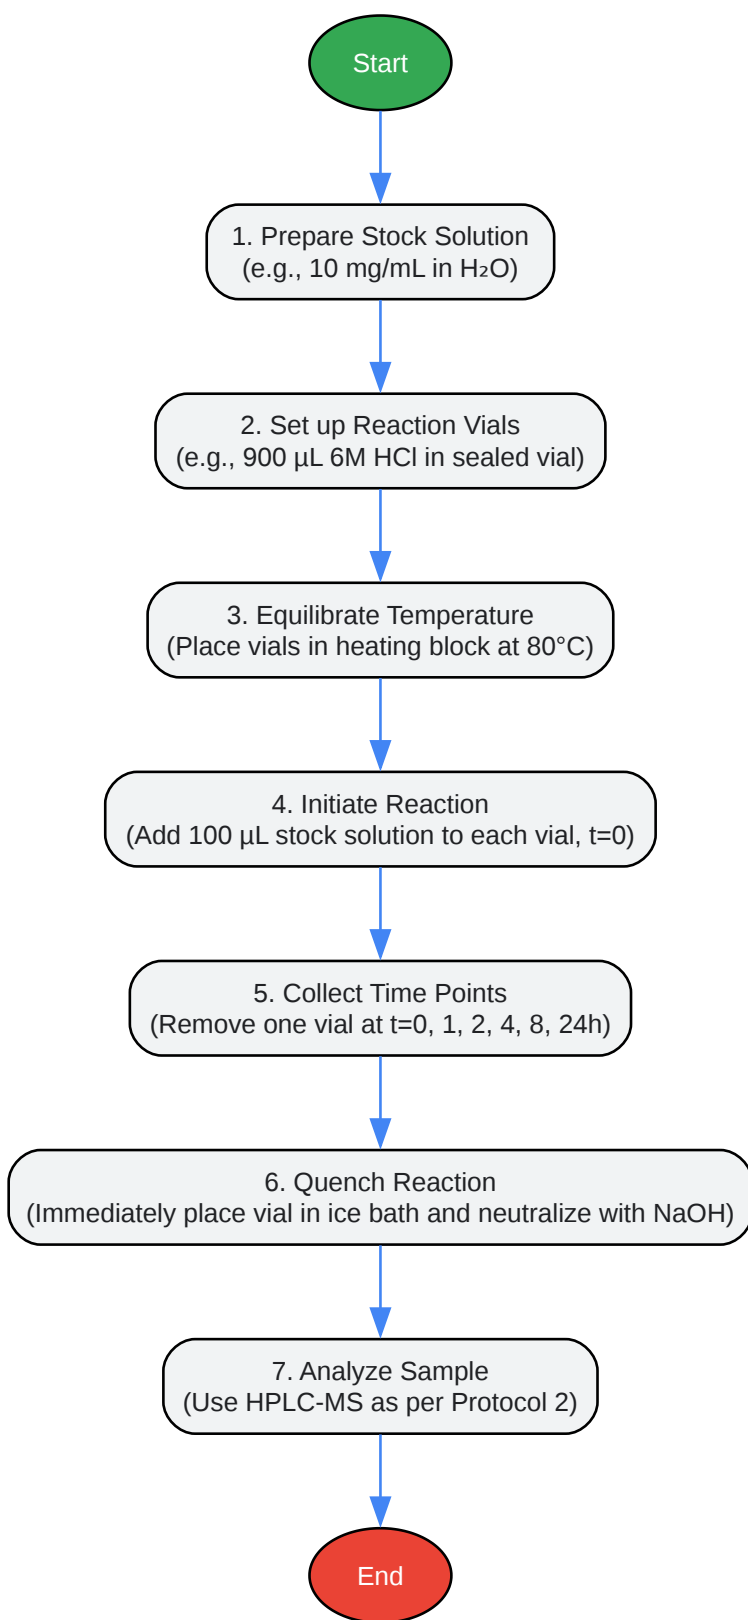 Start
1. Prepare Stock Solution
(e.g., 10 mg/mL in H₂O)
2. Set up Reaction Vials
(e.g., 900 µL 6M HCl in sealed vial)
3. Equilibrate Temperature
(Place vials in heating block at 80°C)
4. Initiate Reaction
(Add 100 µL stock solution to each vial, t=0)
5. Collect Time Points
(Remove one vial at t=0, 1, 2, 4, 8, 24h)
6. Quench Reaction
(Immediately place vial in ice bath and neutralize with NaOH)
7. Analyze Sample
(Use HPLC-MS as per Protocol 2)
End